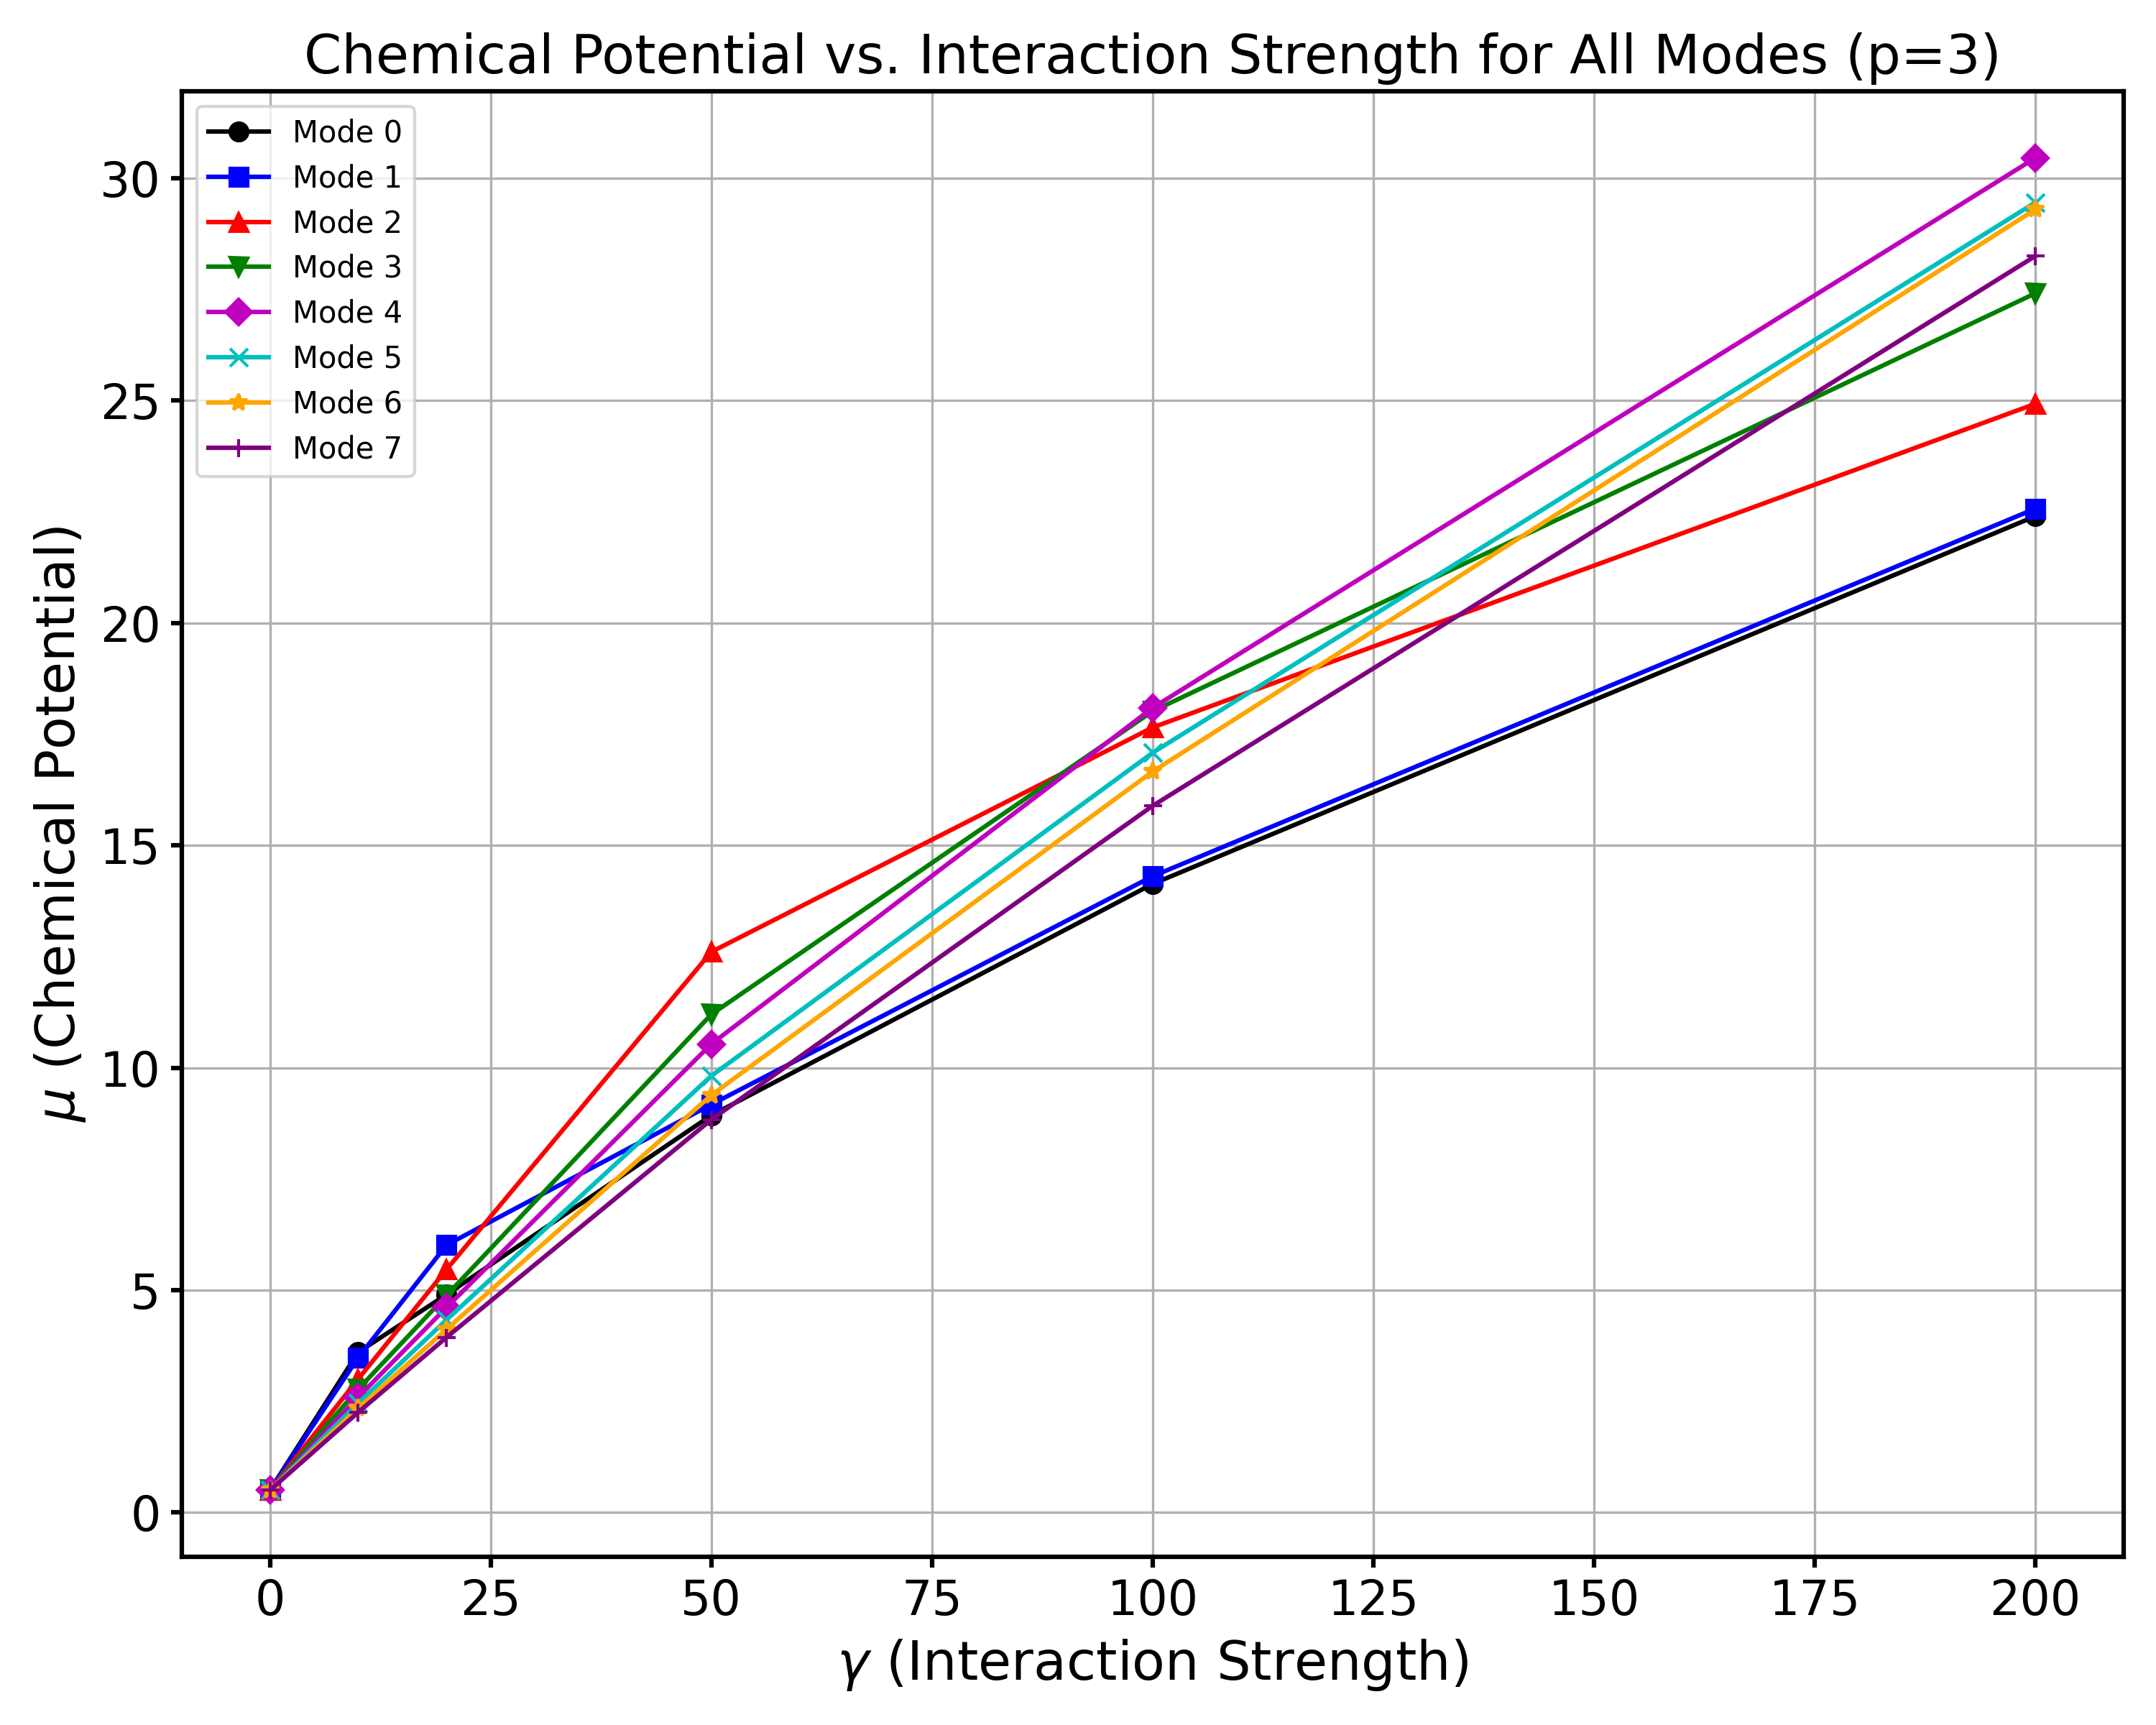 Chemical Potential vs. Interaction Strength for All Modes (p=3)
Mode 0
Mode 1
Mode 2
Mode 3
Mode 4
Mode 5
Mode 6
Mode 7
μ (Chemical Potential)
30
25
20
15
10
5
0
0 25 50 75 100 125 150 175 200
γ (Interaction Strength)